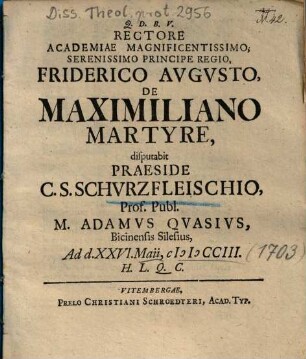 Diss. Theol. prot. 2956
Q. D. B. V.
RECTORE
ACADEMIAE MAGNIFICENTISSIMO,
SERENISSIMO PRINCIPE REGIO,
FRIDERICO AVGVSTO,
DE
MAXIMILIANO
MARTYRE,
disputabit
PRAESIDE
C. S. SCHVRZFLEISCHIO,
Prof. Publ.
M. ADAMVS QVASIVS,
Bicinensis Silesius,
Ad d. XXVI. Maii, cIↃ IↃ CCIII. (1703)
H. L. Q. C.
VITEMBERGAE,
PRELO CHRISTIANI SCHROEDTERI, ACAD. TYP.